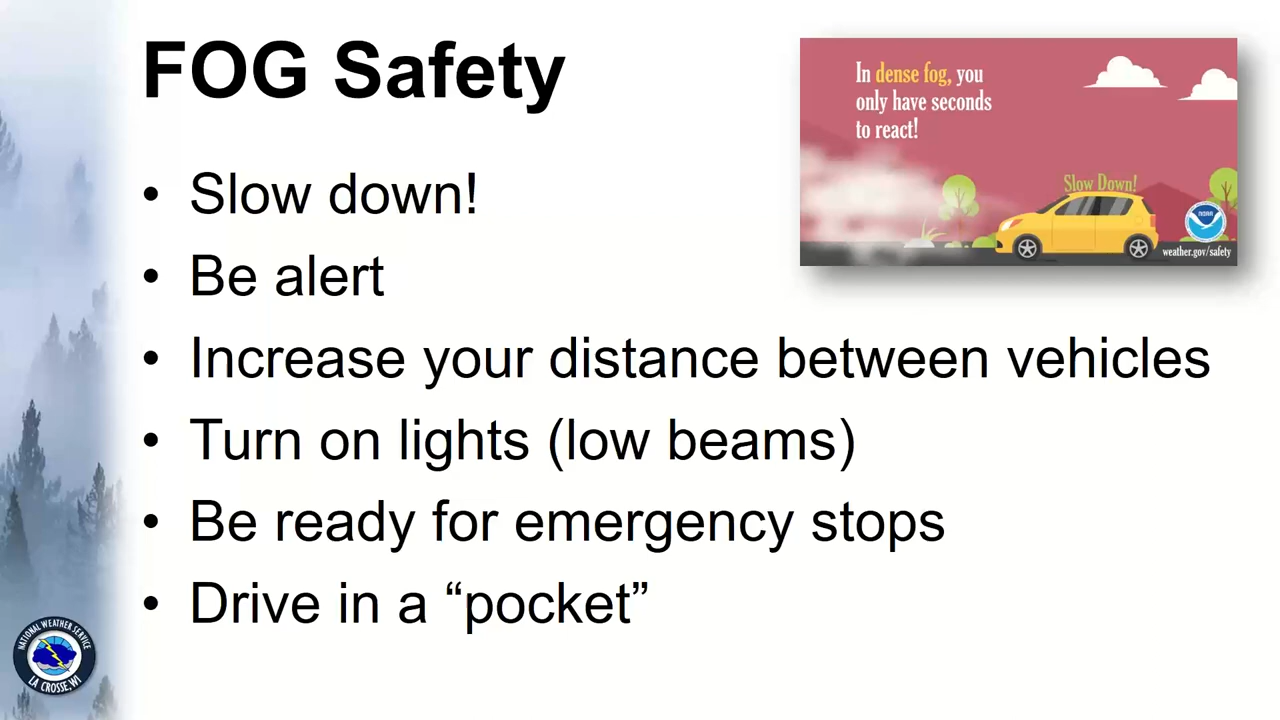 FOG Safety
In dense fog, you
only have seconds
to react!
Slow Down!
NOAA
weather.gov/safety
• Slow down!
• Be alert
• Increase your distance between vehicles
• Turn on lights (low beams)
• Be ready for emergency stops
• Drive in a “pocket”
NATIONAL WEATHER SERVICE
LA CROSSE, WI